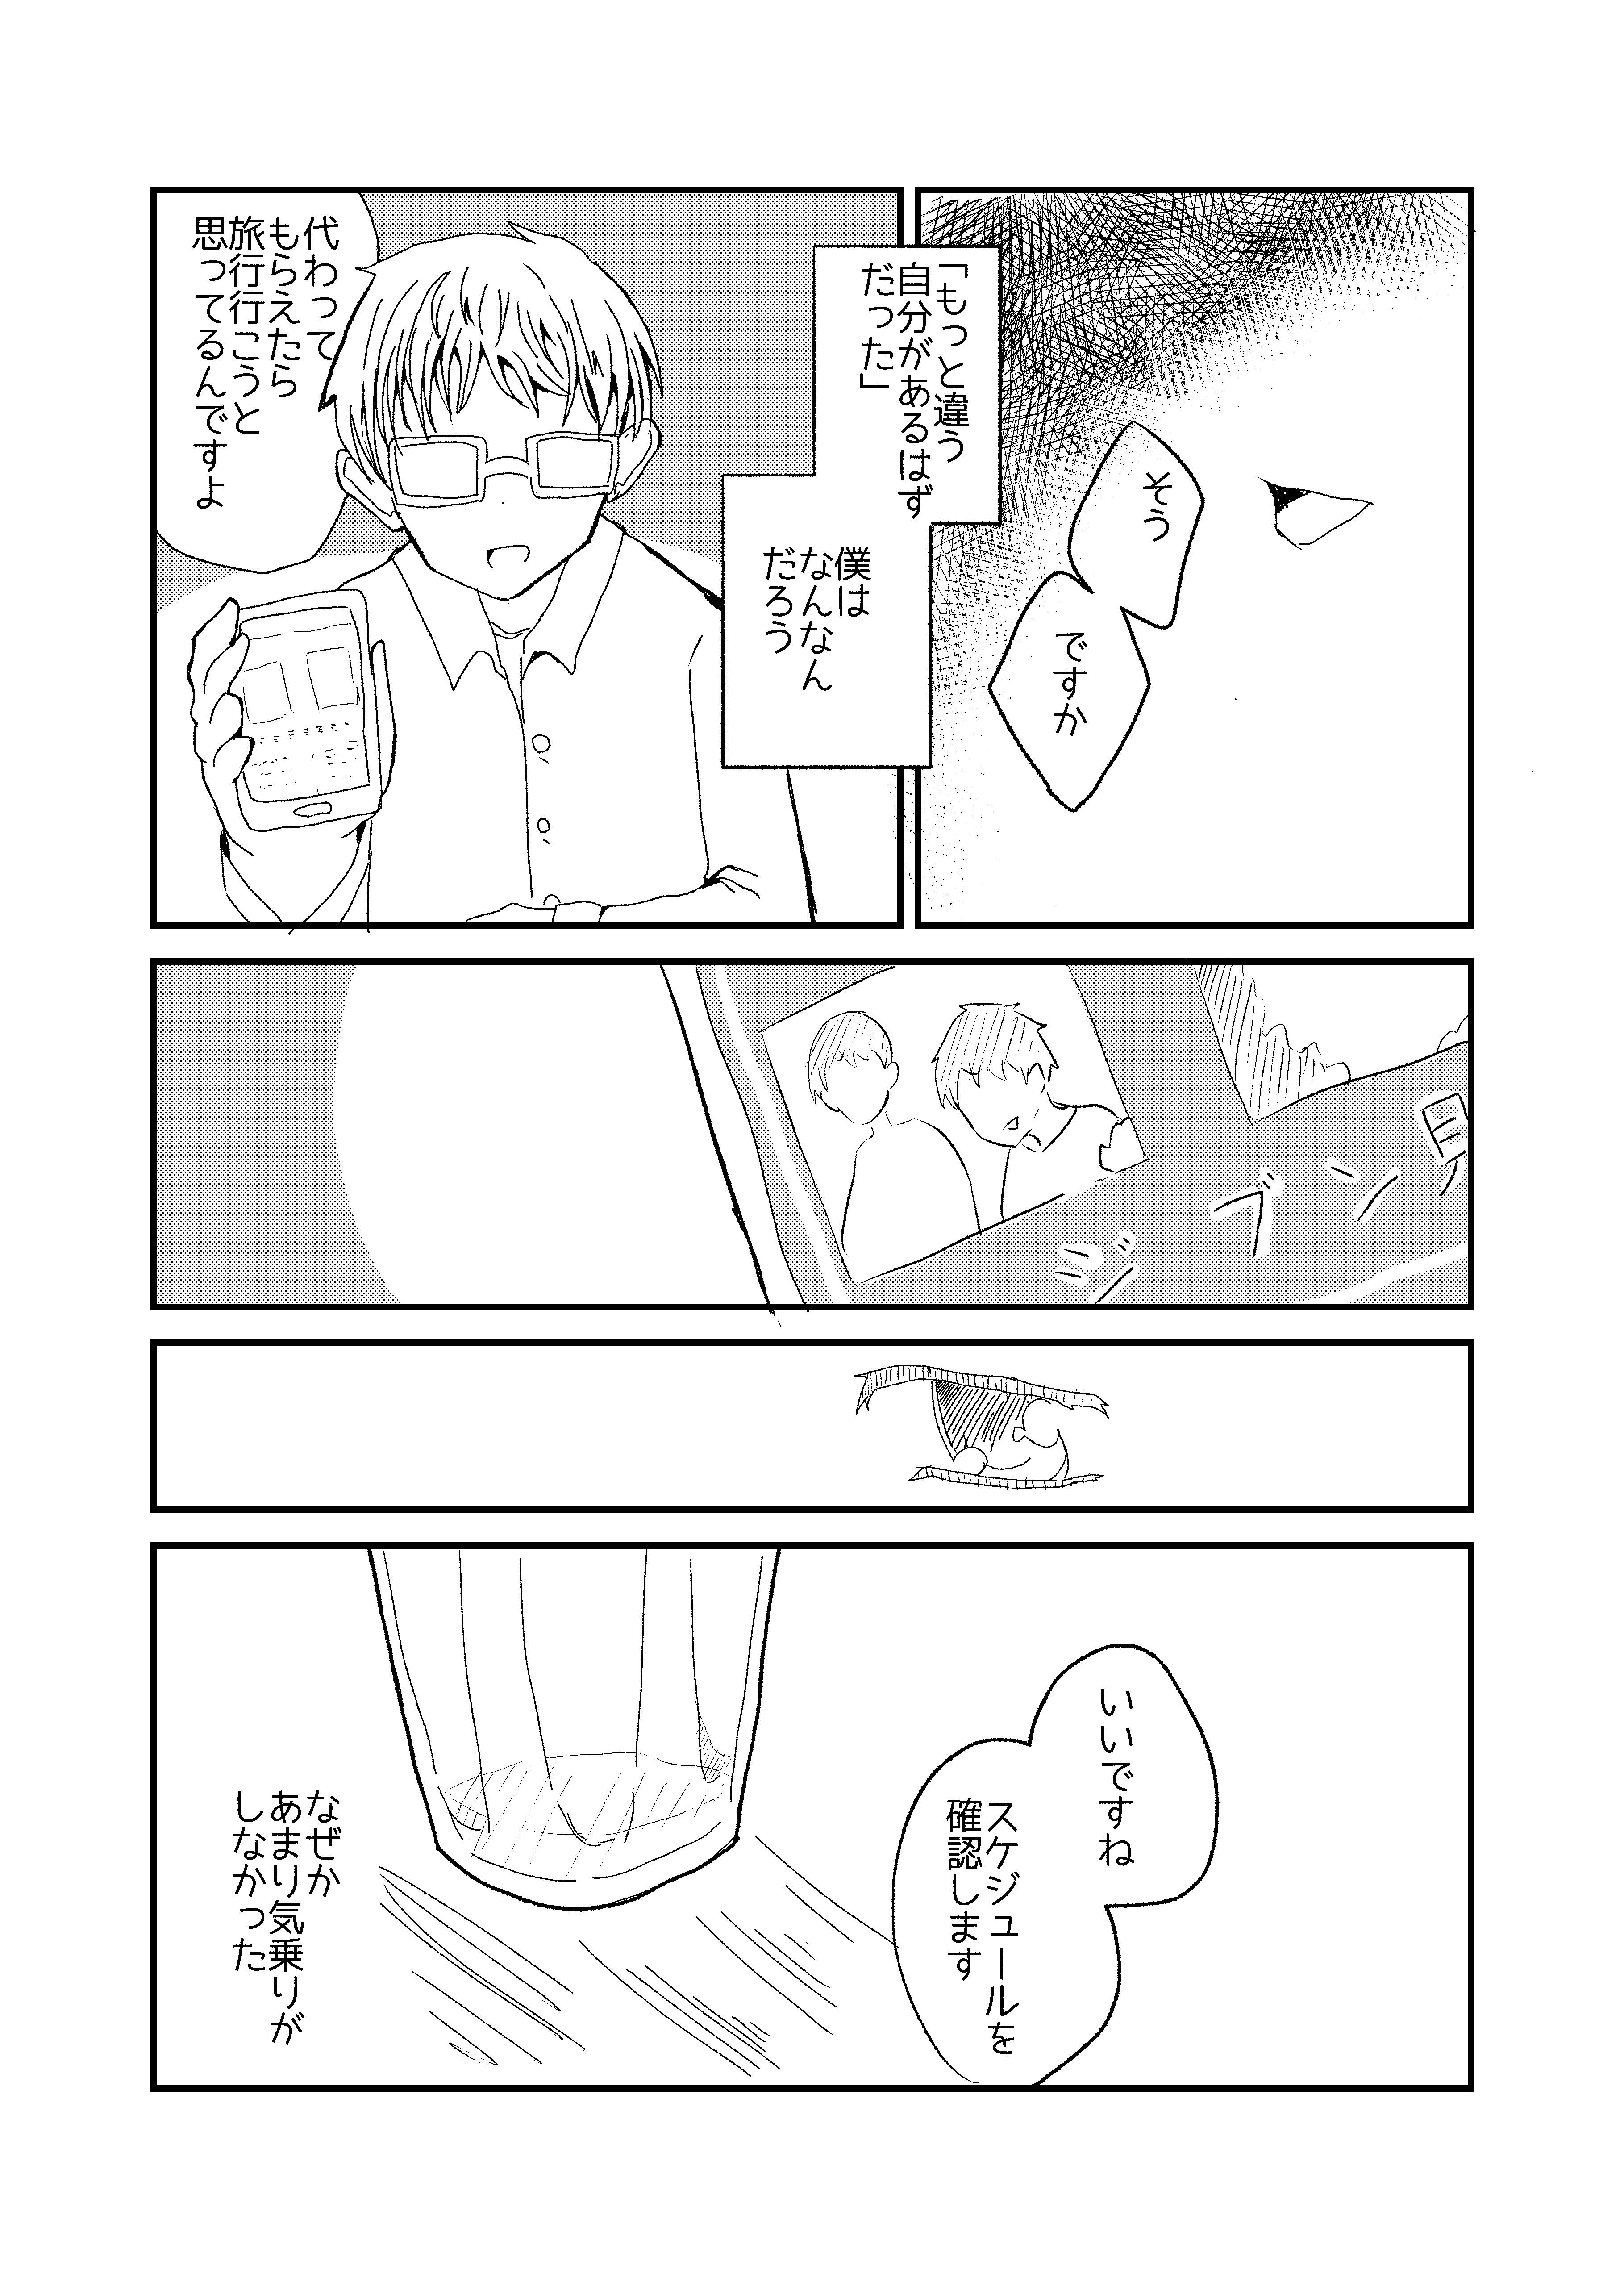 そう
ですか
「もっと違う
自分があるはず
だった」
僕は
なんなん
だろう
代わって
もらえたら
旅行行こうと
思ってるんですよ
ジブン
いいですね
スケジュールを
確認します
なぜか
あまり気乗りが
しなかった